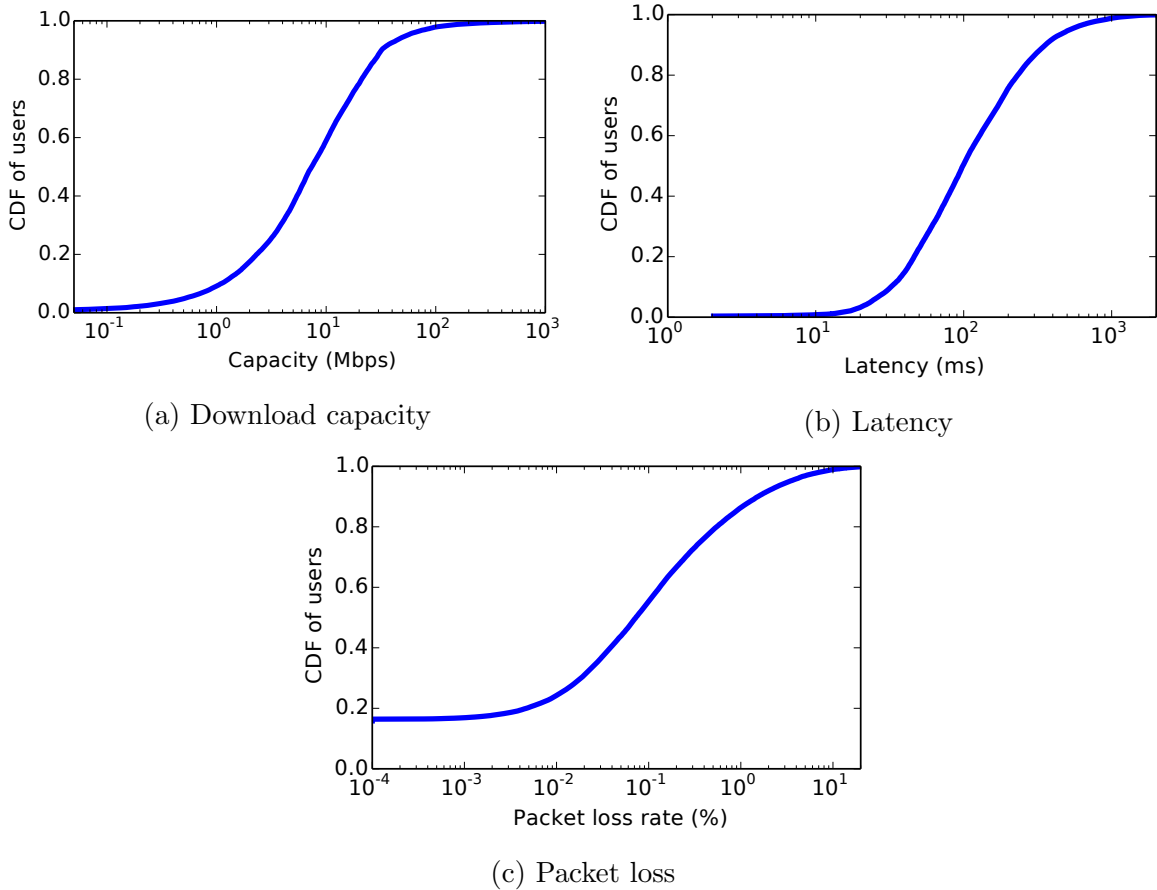 1.0
0.8
0.6
0.4
0.2
0.0
CDF of users
10^-1 10^0 10^1 10^2 10^3
Capacity (Mbps)
(a) Download capacity
1.0
0.8
0.6
0.4
0.2
0.0
CDF of users
10^0 10^1 10^2 10^3
Latency (ms)
(b) Latency
1.0
0.8
0.6
0.4
0.2
0.0
CDF of users
10^-4 10^-3 10^-2 10^-1 10^0 10^1
Packet loss rate (%)
(c) Packet loss